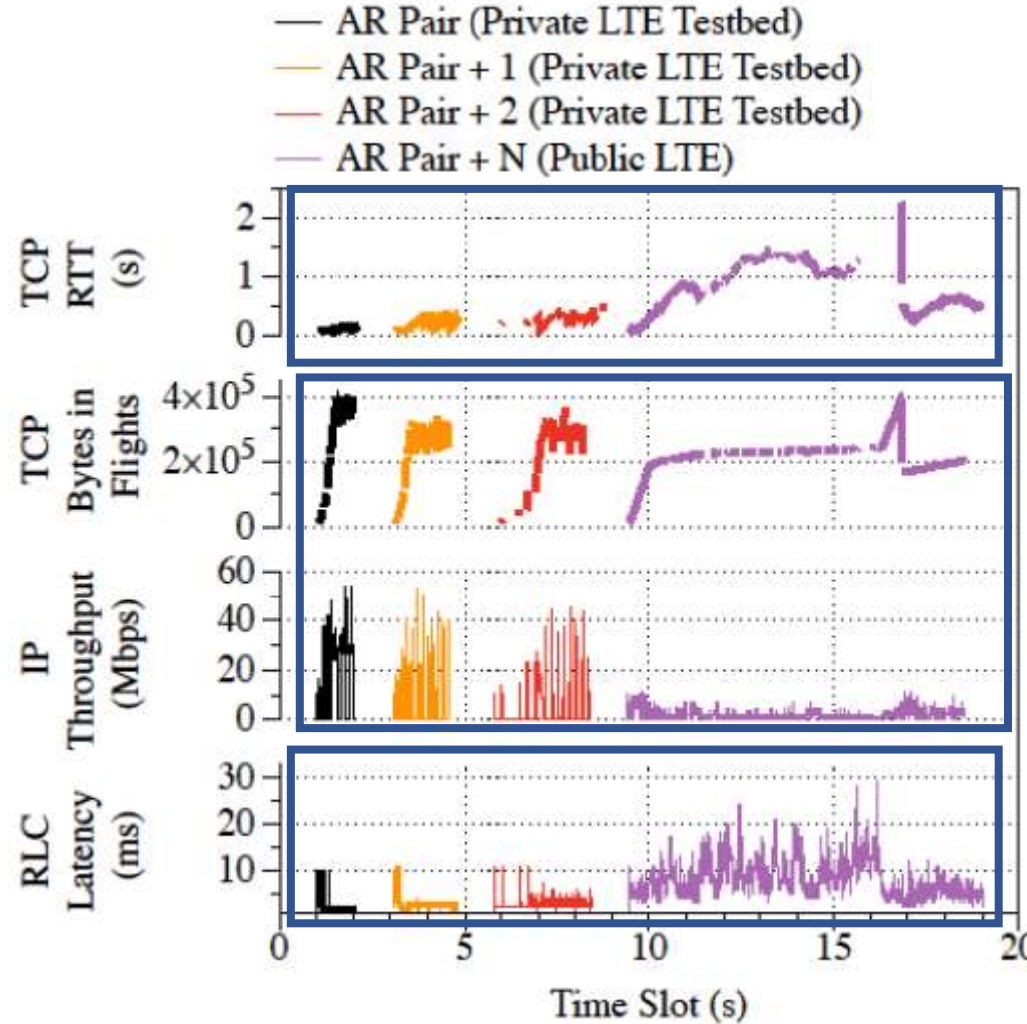 AR Pair (Private LTE Testbed)
AR Pair + 1 (Private LTE Testbed)
AR Pair + 2 (Private LTE Testbed)
AR Pair + N (Public LTE)
TCP
RTT
(s)
2
1
0
TCP
Bytes in
Flights
4×10⁵
2×10⁵
0
IP
Throughput
(Mbps)
60
40
20
0
RLC
Latency
(ms)
30
20
10
0 5 10 15 20
Time Slot (s)